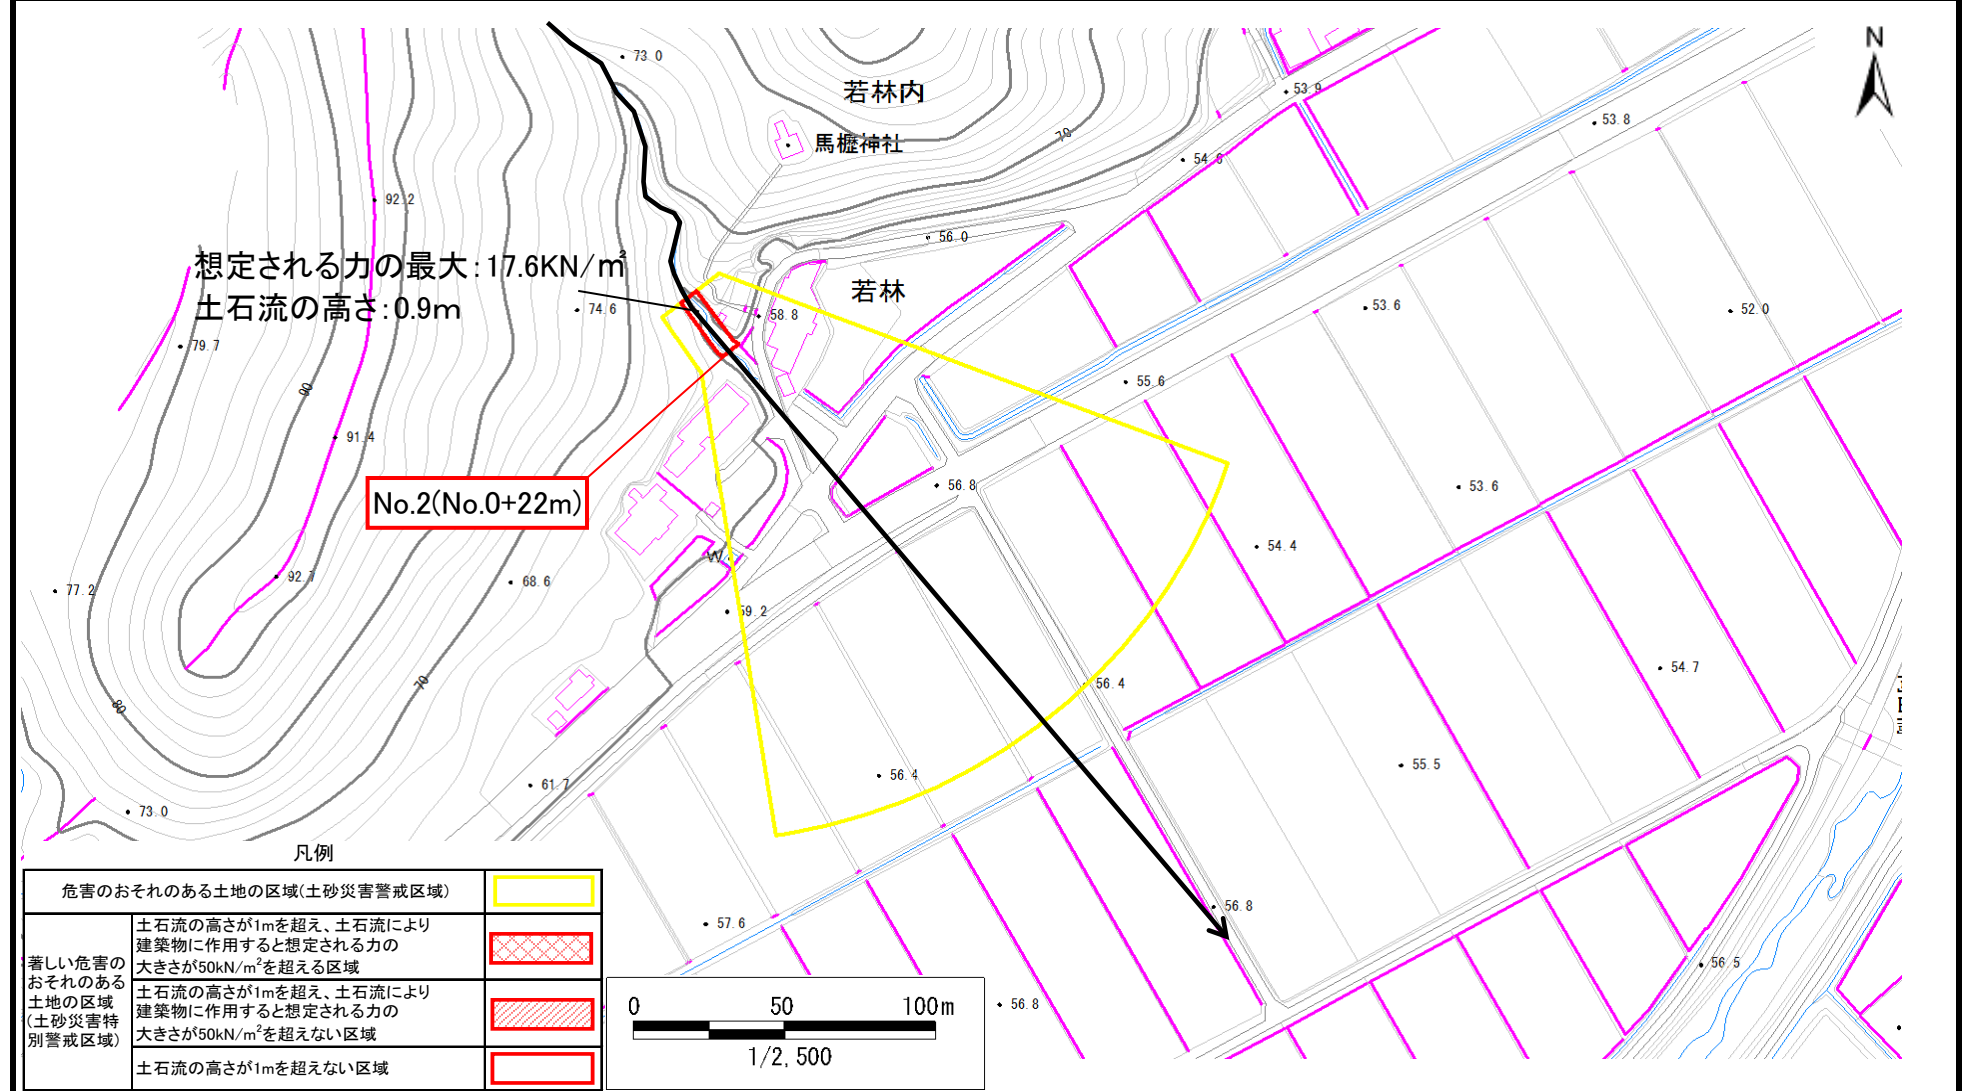 N
73.0
若林内
馬櫪神社
70
53.9
53.8
54.6
92.2
56.0
想定される力の最大：17.6KN/㎡
土石流の高さ：0.9m
若林
74.6
58.8
53.6
52.0
79.7
90
55.6
91.4
No.2(No.0+22m)
56.8
53.6
54.4
W
92.7
77.2
68.6
59.2
56.4
54.7
70
80
56.4
55.5
61.7
73.0
57.6
56.8
56.5
56.8
凡例
危害のおそれのある土地の区域(土砂災害警戒区域)
著しい危害の
おそれのある
土地の区域
(土砂災害特
別警戒区域)
土石流の高さが1mを超え、土石流により
建築物に作用すると想定される力の
大きさが50kN/m²を超える区域
土石流の高さが1mを超え、土石流により
建築物に作用すると想定される力の
大きさが50kN/m²を超えない区域
土石流の高さが1mを超えない区域
0 50 100m
1/2,500